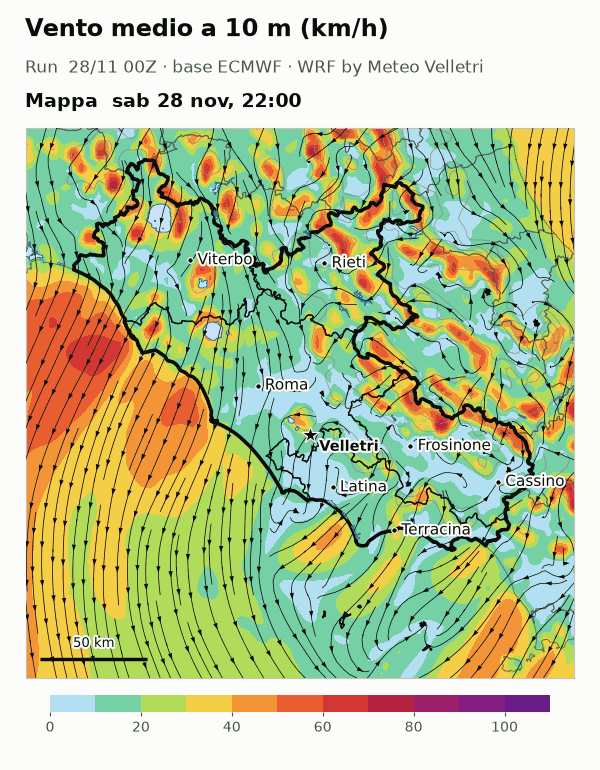 Vento medio a 10 m (km/h)
Run 28/11 00Z · base ECMWF · WRF by Meteo Velletri
Mappa sab 28 nov, 22:00
Viterbo
Rieti
Roma
Velletri
Frosinone
Latina
Cassino
Terracina
50 km
0 20 40 60 80 100